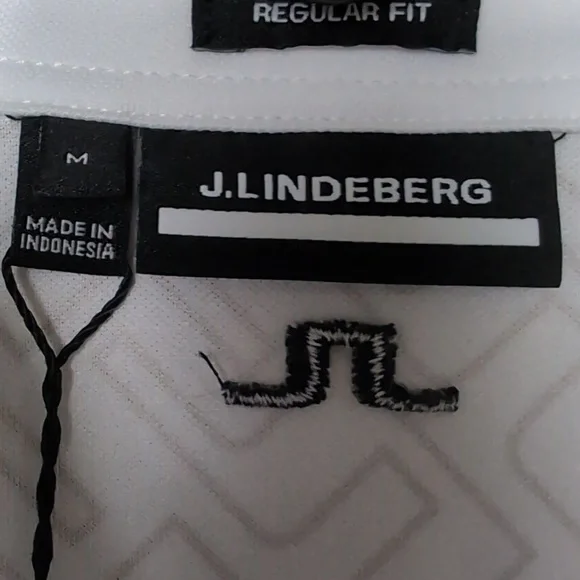 REGULAR FIT
M
J.LINDEBERG
MADE IN
INDONESIA